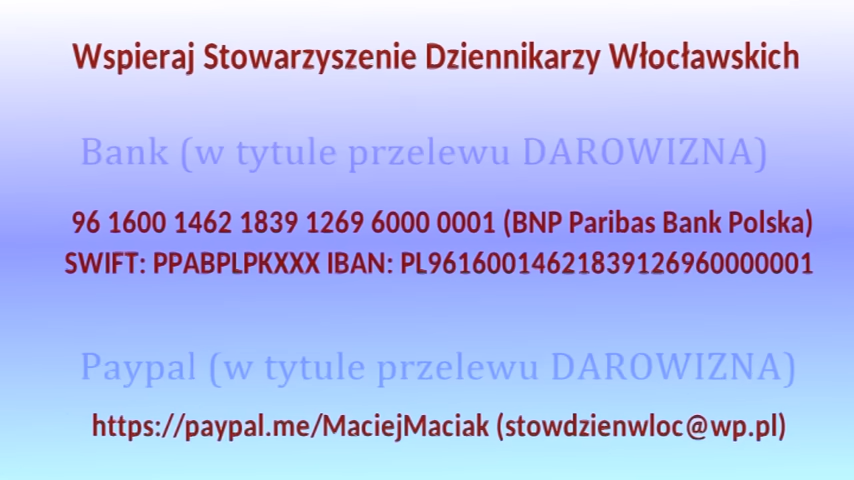 Wspieraj Stowarzyszenie Dziennikarzy Włocławskich
Bank (w tytule przelewu DAROWIZNA)
96 1600 1462 1839 1269 6000 0001 (BNP Paribas Bank Polska)
SWIFT: PPABPLPKXXX IBAN: PL96160014621839126960000001
Paypal (w tytule przelewu DAROWIZNA)
https://paypal.me/MaciejMaciak (stowdzienwloc@wp.pl)